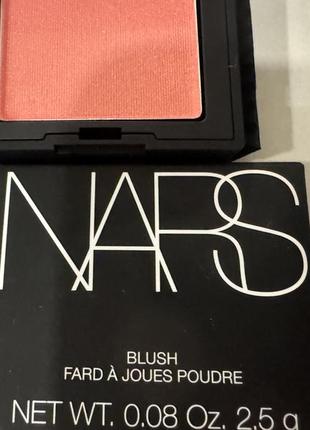 NARS
BLUSH
FARD À JOUES POUDRE
NET WT. 0.08 Oz. 2,5 g